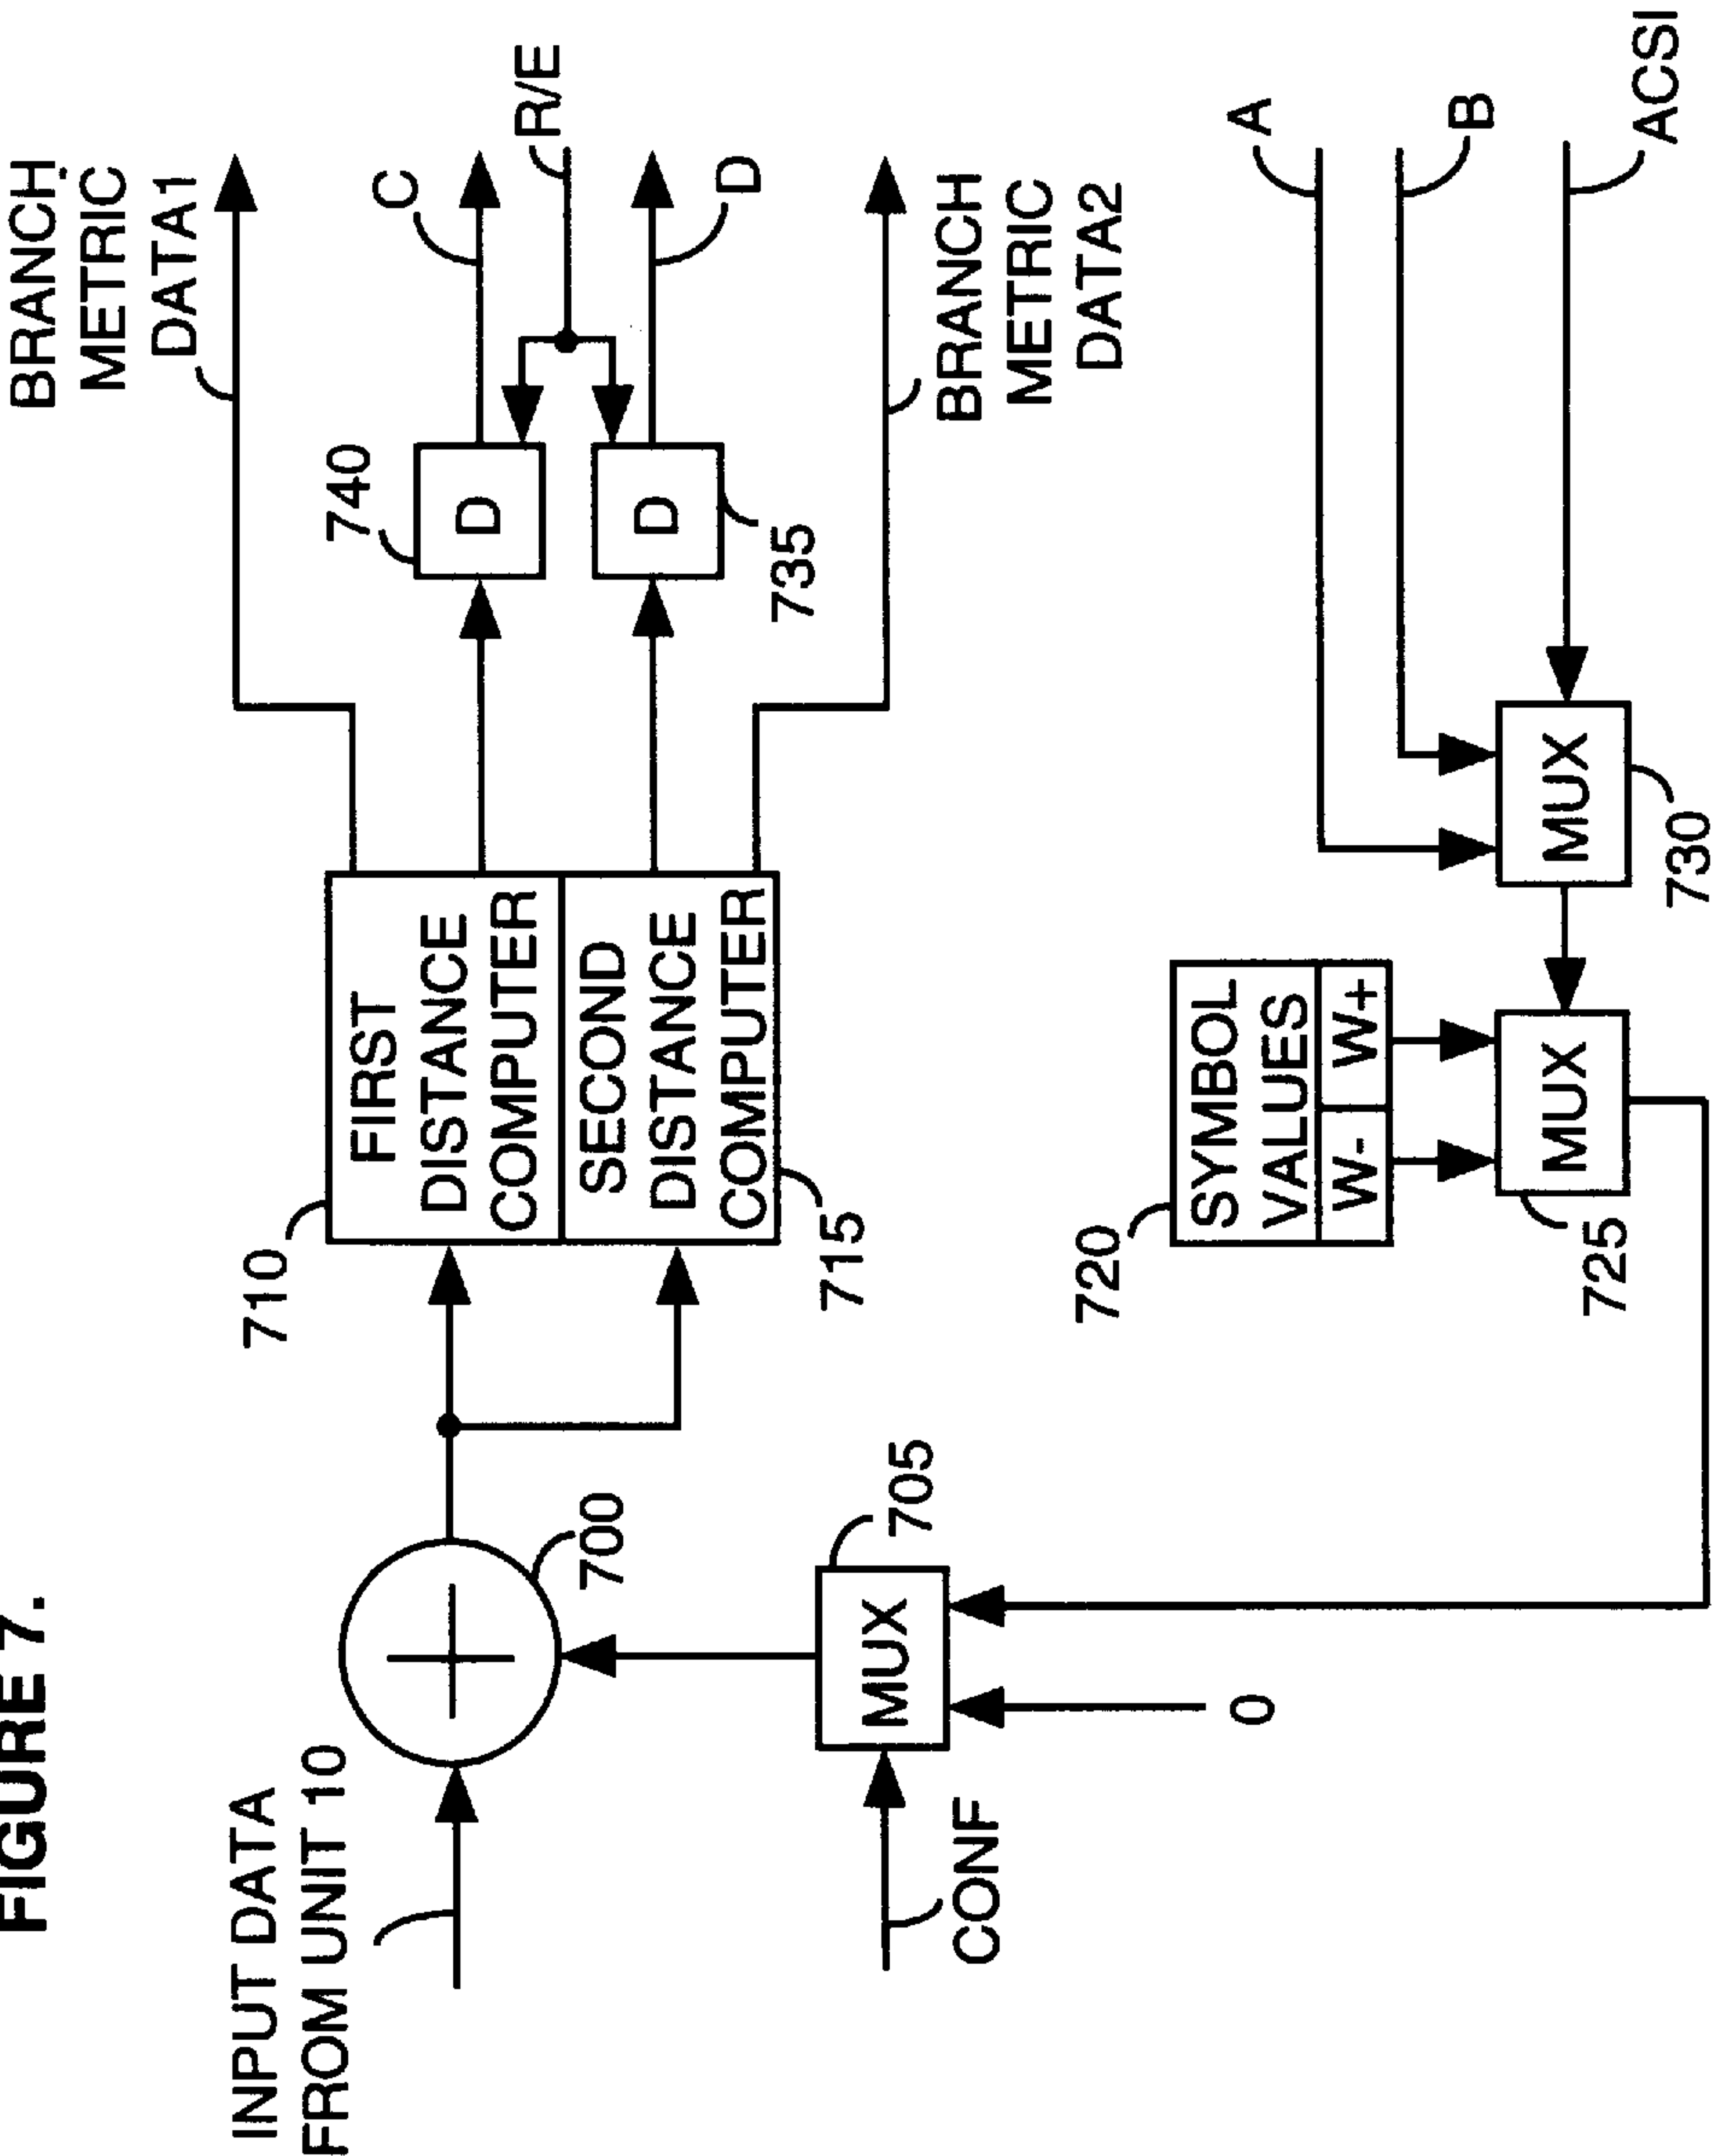 FIGURE 7.
INPUT DATA
FROM UNIT 10
700
CONF
MUX
705
0
710
FIRST
DISTANCE
COMPUTER
SECOND
DISTANCE
COMPUTER
715
BRANCH
METRIC
DATA1
740
D
C
R/E
D
735
D
BRANCH
METRIC
DATA2
720
SYMBOL
VALUES
W- W+
MUX
725
MUX
730
A
B
ACSI